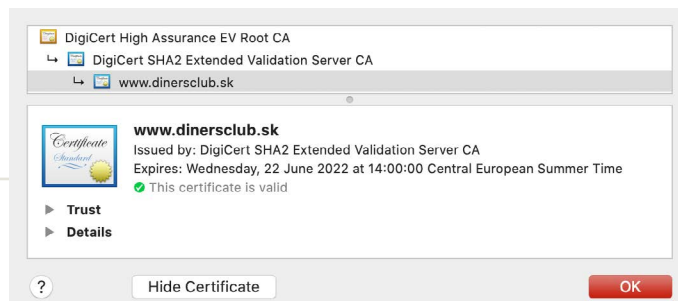 DigiCert High Assurance EV Root CA
↳ DigiCert SHA2 Extended Validation Server CA
↳ www.dinersclub.sk
Certificate
Standard
www.dinersclub.sk
Issued by: DigiCert SHA2 Extended Validation Server CA
Expires: Wednesday, 22 June 2022 at 14:00:00 Central European Summer Time
This certificate is valid
Trust
Details
?
Hide Certificate
OK